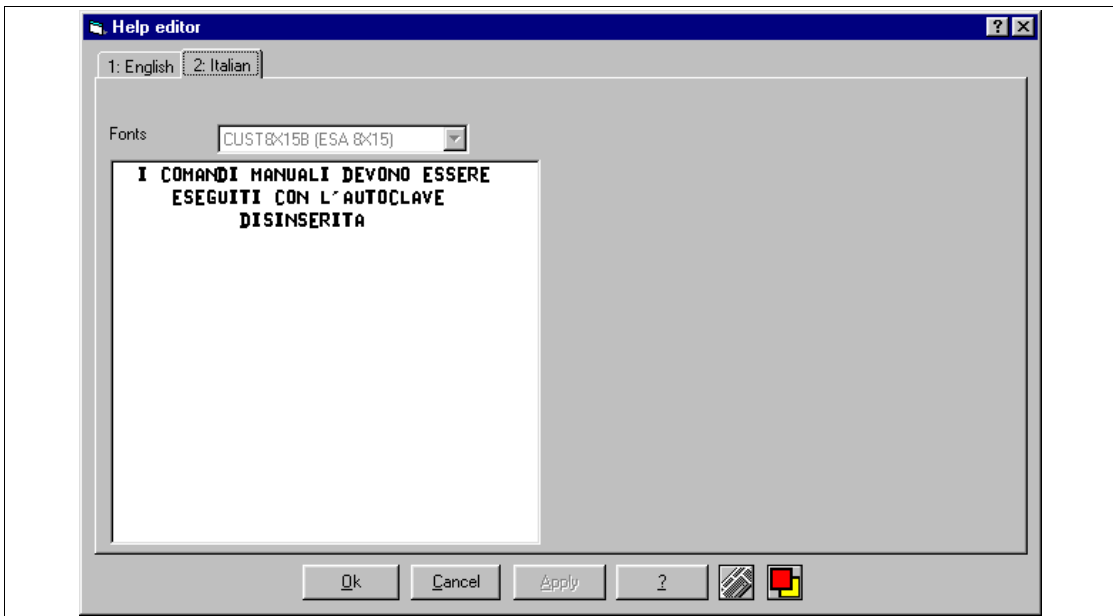 Help editor
1: English 2: Italian
Fonts CUST8X15B (ESA 8X15)
I COMANDI MANUALI DEVONO ESSERE
ESEGUITI CON L'AUTOCLAVE
DISINSERITA
Ok Cancel Apply ?